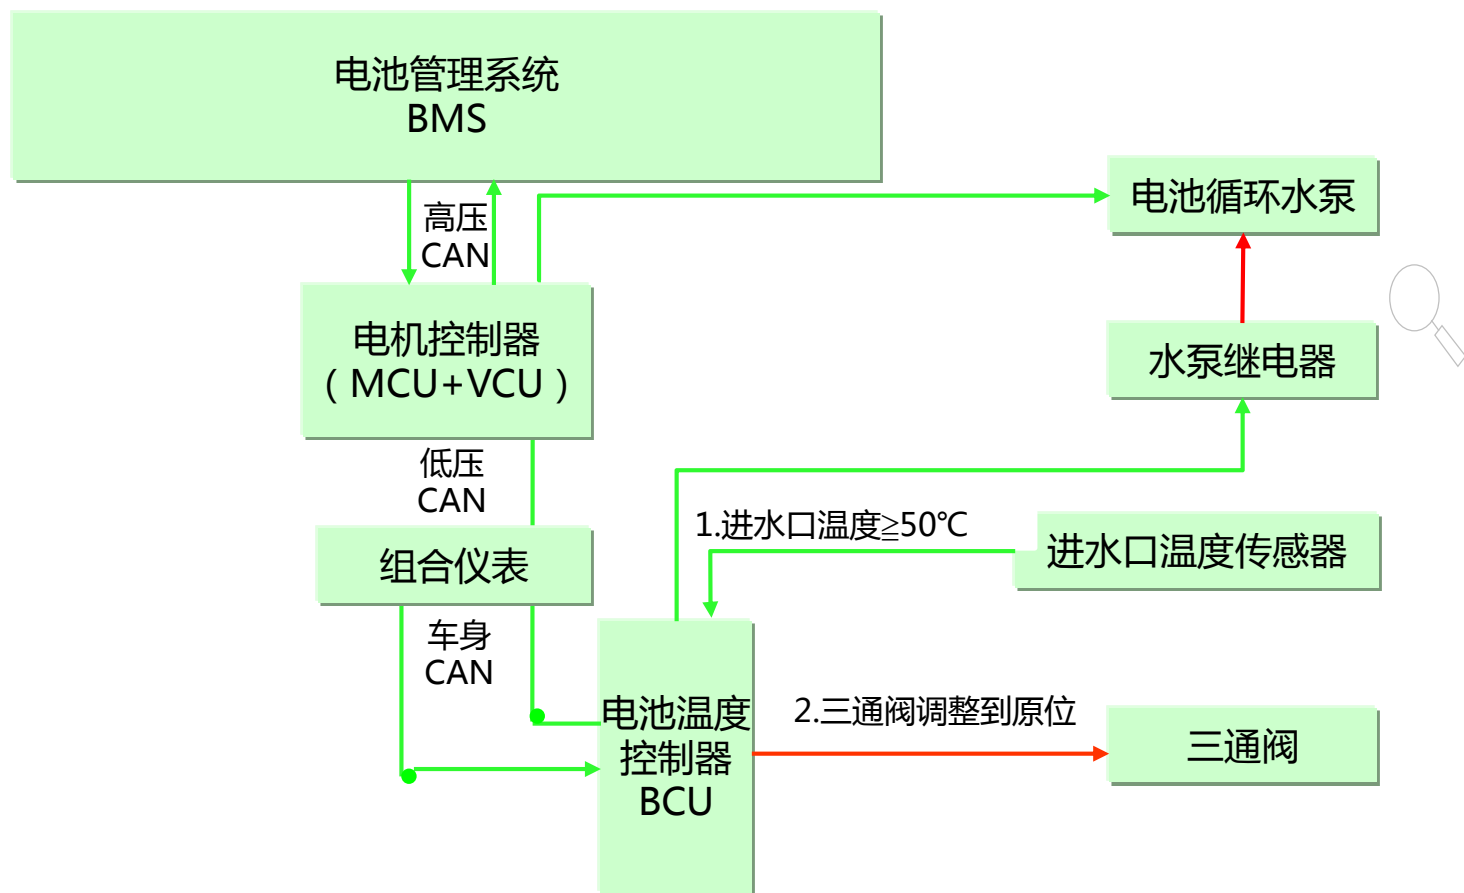 电池管理系统
BMS
高压
CAN
电池循环水泵
电机控制器
（MCU+VCU）
水泵继电器
低压
CAN
1.进水口温度≧50℃
组合仪表
进水口温度传感器
车身
CAN
电池温度
控制器
BCU
2.三通阀调整到原位
三通阀